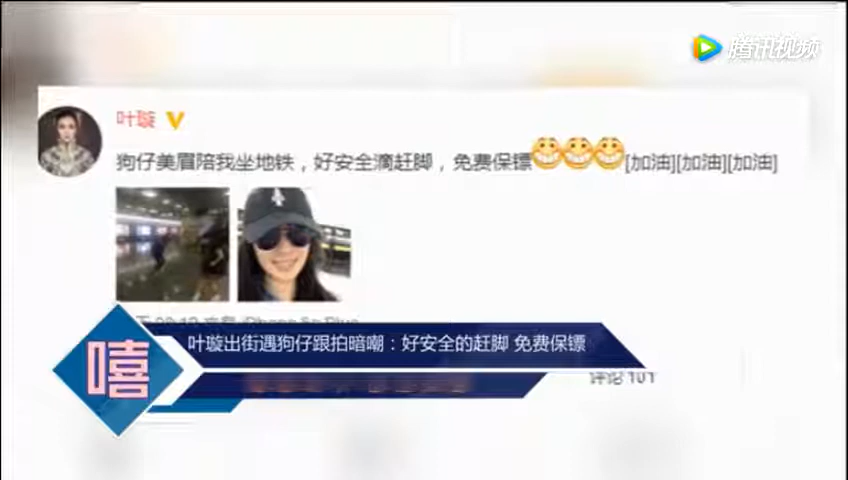 腾讯视频
叶璇
狗仔美眉陪我坐地铁，好安全滴赶脚，免费保镖[加油][加油][加油]
叶璇出街遇狗仔跟拍暗嘲：好安全的赶脚 免费保镖
嘻
评论 101